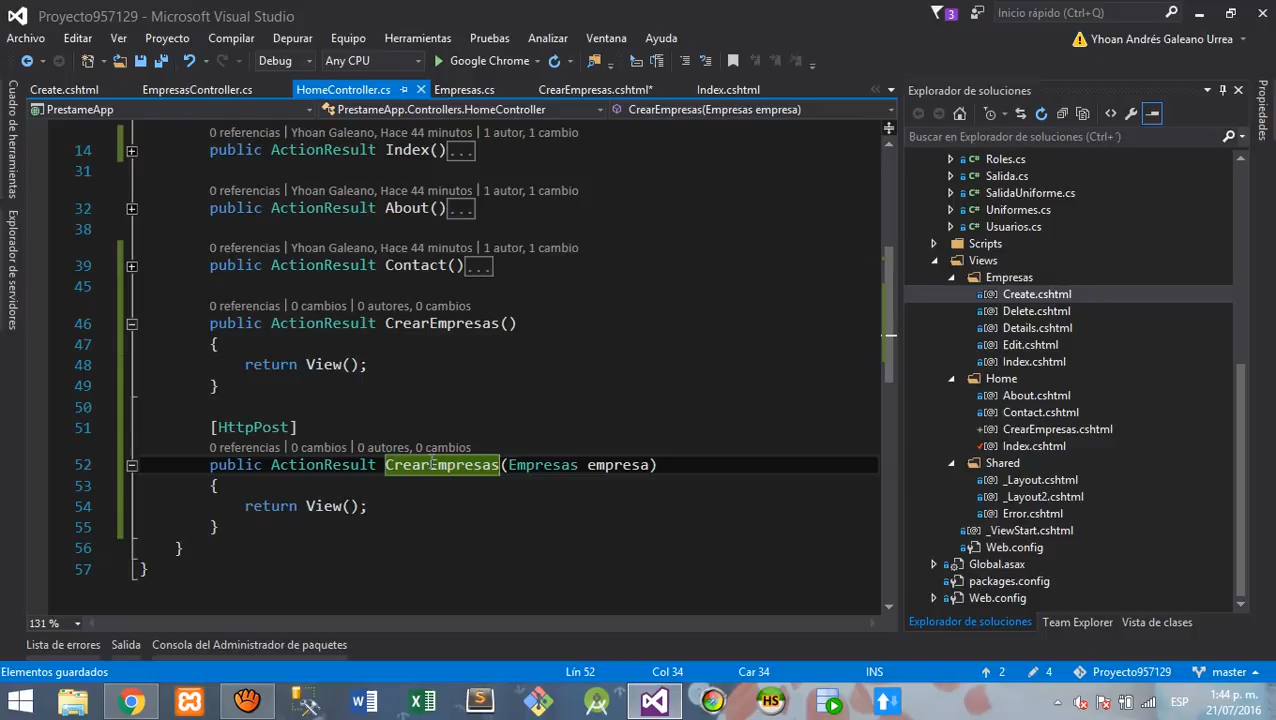 Proyecto957129 - Microsoft Visual Studio
3
Inicio rápido (Ctrl+Q)
Archivo Editar Ver Proyecto Compilar Depurar Equipo Herramientas Pruebas Analizar Ventana Ayuda
Yhoan Andrés Galeano Urrea
Debug Any CPU Google Chrome
Create.cshtml EmpresasController.cs HomeController.cs Empresas.cs CrearEmpresas.cshtml* Index.cshtml
PrestameApp PrestameApp.Controllers.HomeController CrearEmpresas(Empresas empresa)
Cuadro de herramientas
Explorador de servidores
0 referencias | Yhoan Galeano, Hace 44 minutos | 1 autor, 1 cambio
14 public ActionResult Index()...
31
0 referencias | Yhoan Galeano, Hace 44 minutos | 1 autor, 1 cambio
32 public ActionResult About()...
38
0 referencias | Yhoan Galeano, Hace 44 minutos | 1 autor, 1 cambio
39 public ActionResult Contact()...
45
0 referencias | 0 cambios | 0 autores, 0 cambios
46 public ActionResult CrearEmpresas()
47 {
48 return View();
49 }
50
51 [HttpPost]
0 referencias | 0 cambios | 0 autores, 0 cambios
52 public ActionResult CrearEmpresas(Empresas empresa)
53 {
54 return View();
55 }
56 }
57 }
131 %
Explorador de soluciones
Buscar en Explorador de soluciones (Ctrl+´)
C# Roles.cs
C# Salida.cs
C# SalidaUniforme.cs
C# Uniformes.cs
C# Usuarios.cs
Scripts
Views
Empresas
Create.cshtml
Delete.cshtml
Details.cshtml
Edit.cshtml
Index.cshtml
Home
About.cshtml
Contact.cshtml
CrearEmpresas.cshtml
Index.cshtml
Shared
_Layout.cshtml
_Layout2.cshtml
Error.cshtml
_ViewStart.cshtml
Web.config
Global.asax
packages.config
Web.config
Explorador de soluciones Team Explorer Vista de clases
Propiedades
Lista de errores Salida Consola del Administrador de paquetes
Elementos guardados Lín 52 Col 34 Car 34 INS 2 4 Proyecto957129 master
HS
ESP
1:44 p. m.
21/07/2016